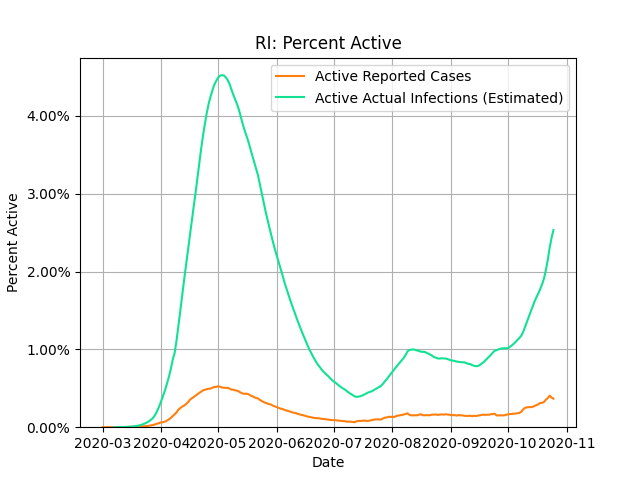 RI: Percent Active
Active Reported Cases
Active Actual Infections (Estimated)
4.00%
3.00%
2.00%
1.00%
0.00%
Percent Active
2020-03 2020-04 2020-05 2020-06 2020-07 2020-08 2020-09 2020-10 2020-11
Date